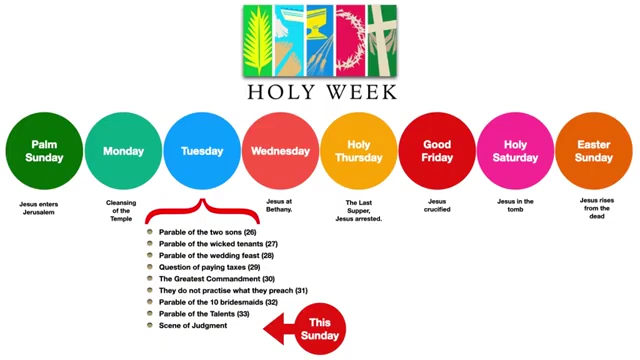 HOLY WEEK
Palm
Sunday
Monday
Tuesday
Wednesday
Holy
Thursday
Good
Friday
Holy
Saturday
Easter
Sunday
Jesus enters
Jerusalem
Cleansing
of the
Temple
Jesus at
Bethany.
The Last
Supper,
Jesus arrested.
Jesus
crucified
Jesus in the
tomb
Jesus rises
from the
dead
Parable of the two sons (26)
Parable of the wicked tenants (27)
Parable of the wedding feast (28)
Question of paying taxes (29)
The Greatest Commandment (30)
They do not practise what they preach (31)
Parable of the 10 bridesmaids (32)
Parable of the Talents (33)
Scene of Judgment
This
Sunday